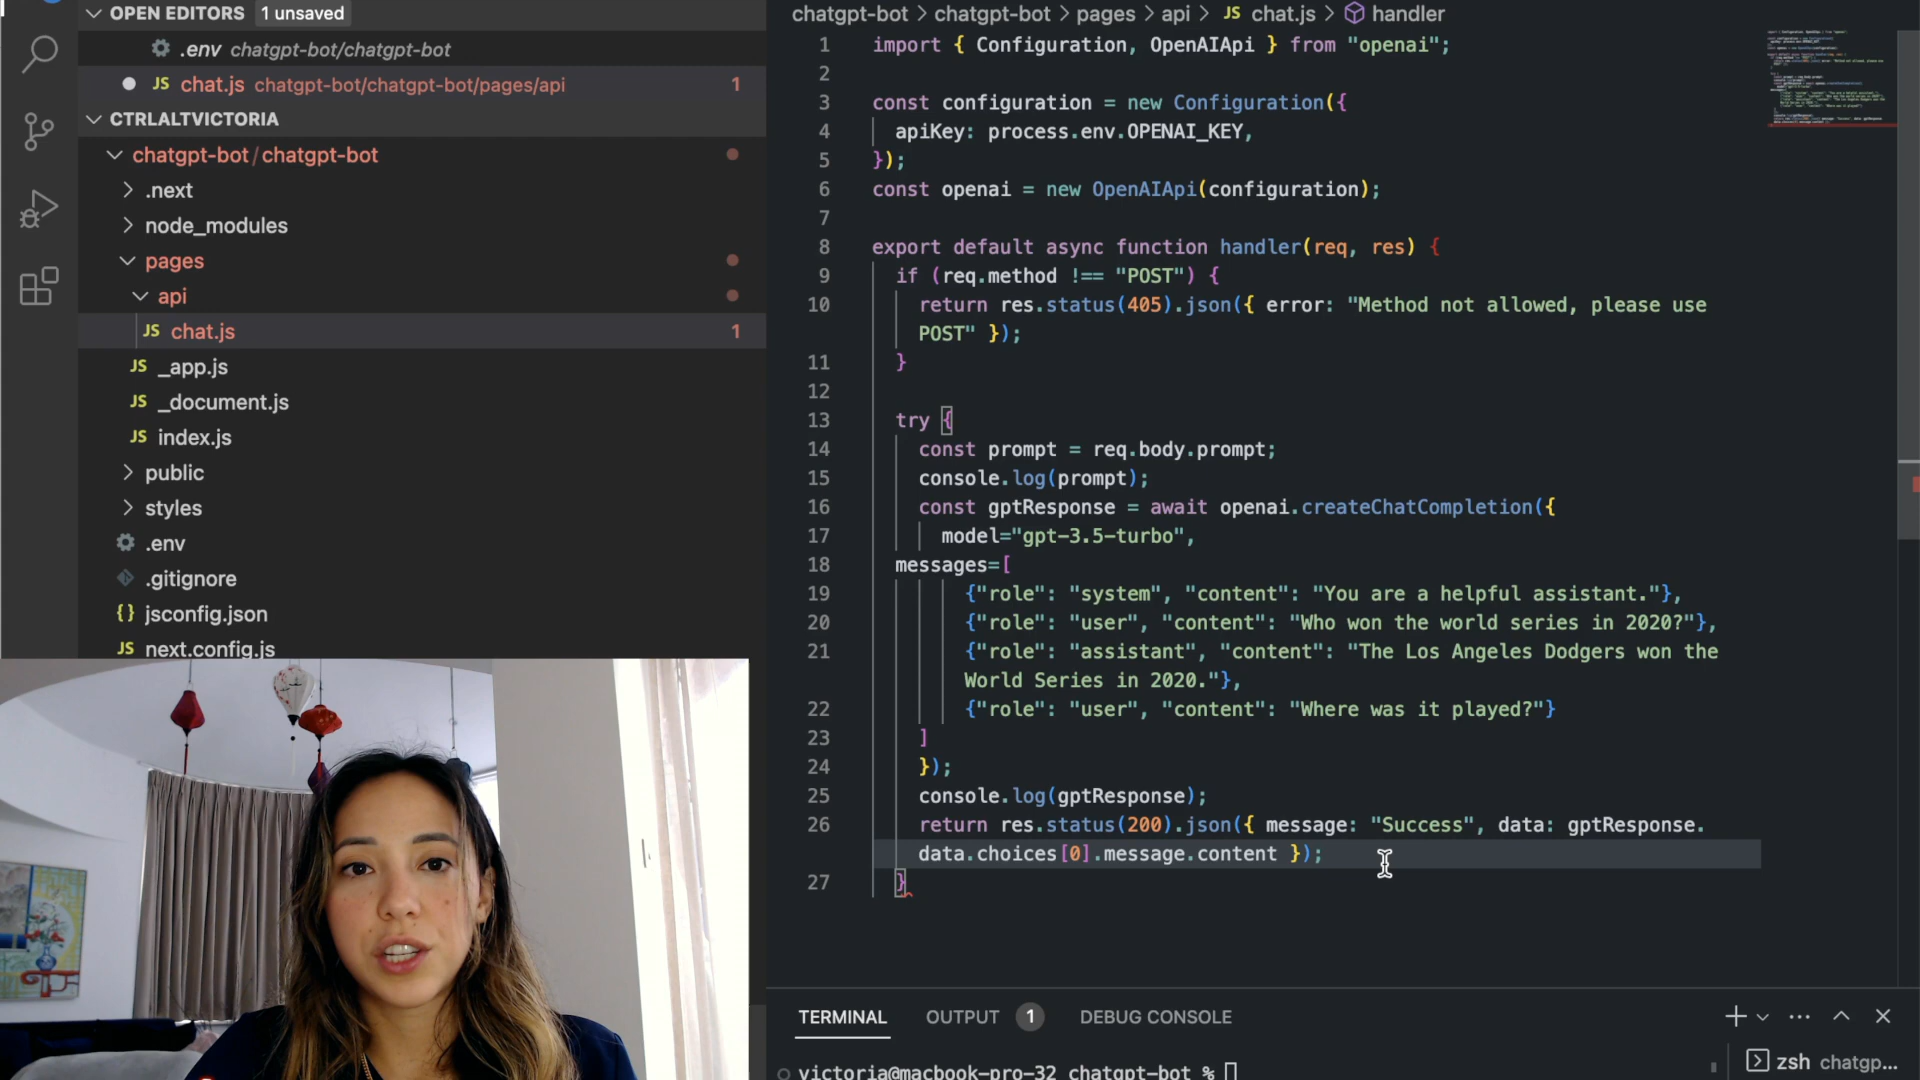 OPEN EDITORS 1 unsaved
.env chatgpt-bot/chatgpt-bot
JS chat.js chatgpt-bot/chatgpt-bot/pages/api 1
CTRLALTVICTORIA
chatgpt-bot/chatgpt-bot
.next
node_modules
pages
api
JS chat.js 1
JS _app.js
JS _document.js
JS index.js
public
styles
.env
.gitignore
{} jsconfig.json
JS next.config.js
chatgpt-bot > chatgpt-bot > pages > api > JS chat.js > handler
1 import { Configuration, OpenAIApi } from "openai";
2
3 const configuration = new Configuration({
4 apiKey: process.env.OPENAI_KEY,
5 });
6 const openai = new OpenAIApi(configuration);
7
8 export default async function handler(req, res) {
9 if (req.method !== "POST") {
10 return res.status(405).json({ error: "Method not allowed, please use
POST" });
11 }
12
13 try {
14 const prompt = req.body.prompt;
15 console.log(prompt);
16 const gptResponse = await openai.createChatCompletion({
17 model="gpt-3.5-turbo",
18 messages=[
19 {"role": "system", "content": "You are a helpful assistant."},
20 {"role": "user", "content": "Who won the world series in 2020?"},
21 {"role": "assistant", "content": "The Los Angeles Dodgers won the
World Series in 2020."},
22 {"role": "user", "content": "Where was it played?"}
23 ]
24 });
25 console.log(gptResponse);
26 return res.status(200).json({ message: "Success", data: gptResponse.
data.choices[0].message.content });
27 }
TERMINAL OUTPUT 1 DEBUG CONSOLE
victoria@macbook-pro-32 chatgpt-bot %
zsh chatgp...